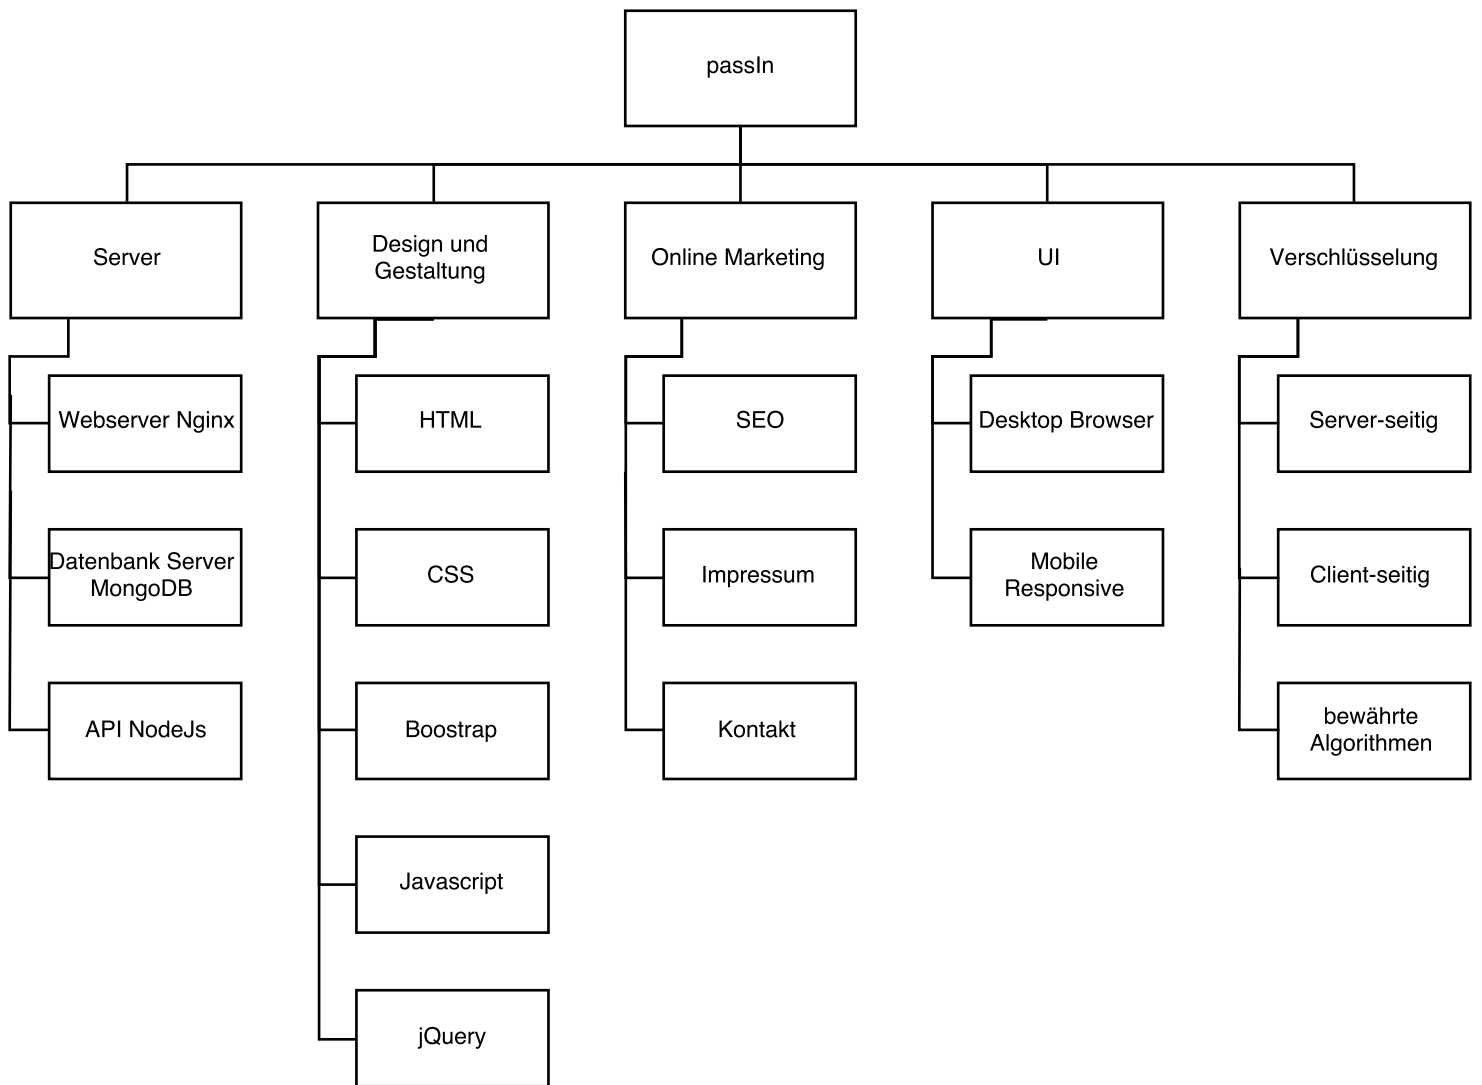 passIn
Server
Design und
Gestaltung
Online Marketing
UI
Verschlüsselung
Webserver Nginx
HTML
SEO
Desktop Browser
Server-seitig
Datenbank Server
MongoDB
CSS
Impressum
Mobile
Responsive
Client-seitig
API NodeJs
Boostrap
Kontakt
bewährte
Algorithmen
Javascript
jQuery